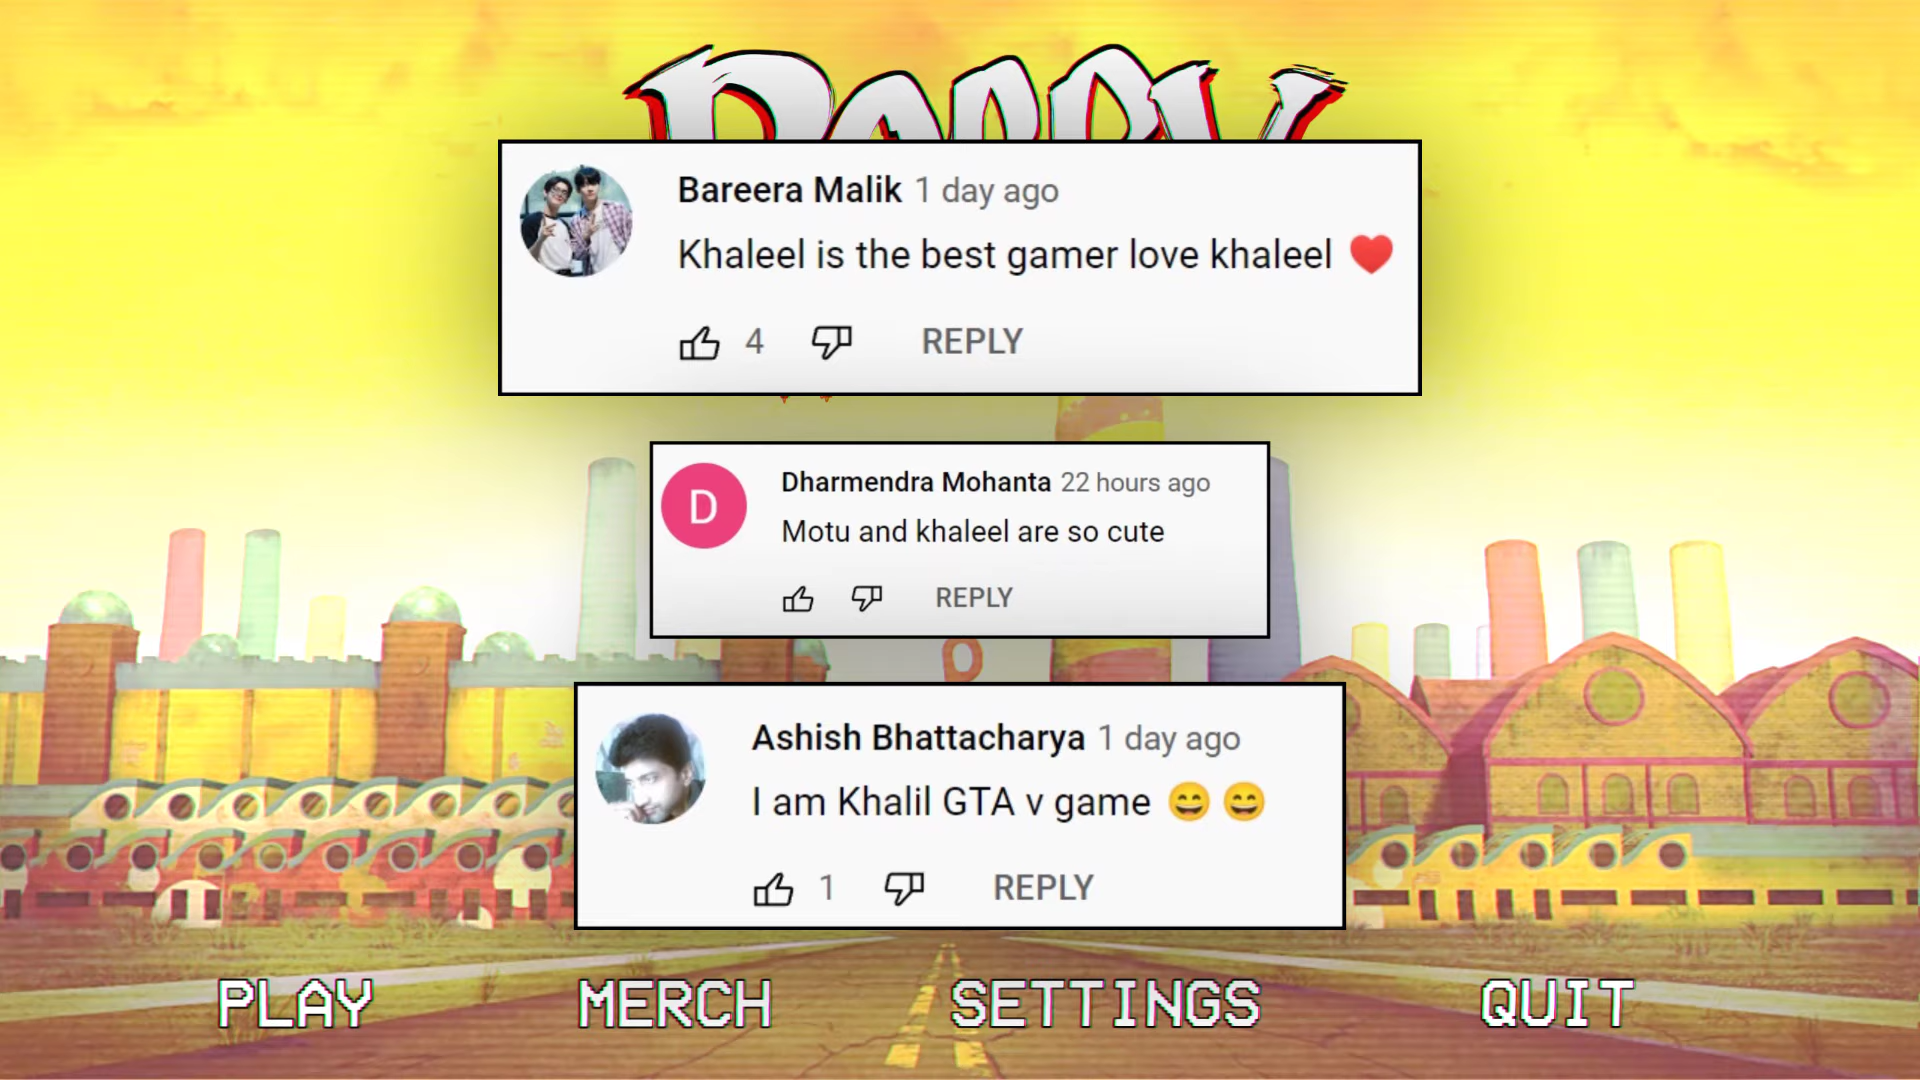 Bareera Malik 1 day ago
Khaleel is the best gamer love khaleel ❤️
4 REPLY
D
Dharmendra Mohanta 22 hours ago
Motu and khaleel are so cute
REPLY
Ashish Bhattacharya 1 day ago
I am Khalil GTA v game 😄 😄
1 REPLY
PLAY MERCH SETTINGS QUIT